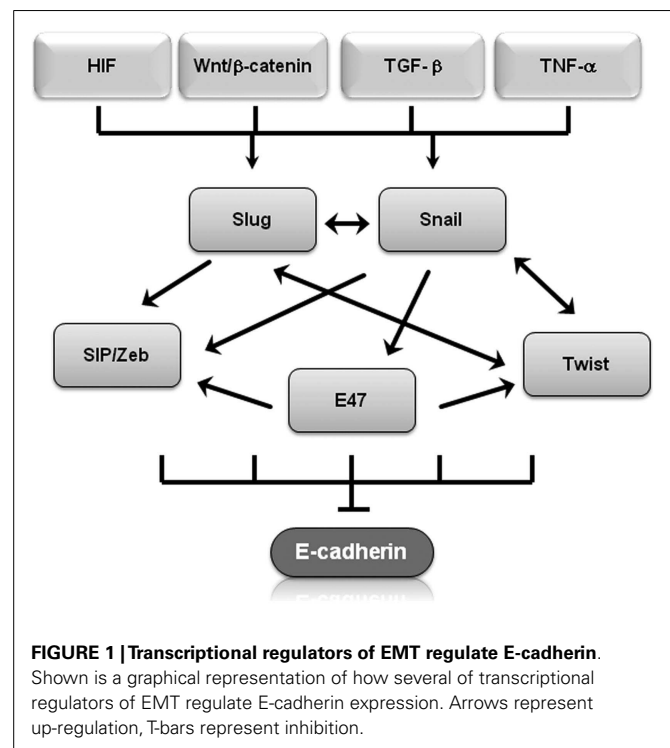 HIF Wnt/β-catenin TGF- β TNF-α
Slug Snail
SIP/Zeb Twist
E47
E-cadherin
FIGURE 1 | Transcriptional regulators of EMT regulate E-cadherin.
Shown is a graphical representation of how several of transcriptional
regulators of EMT regulate E-cadherin expression. Arrows represent
up-regulation, T-bars represent inhibition.